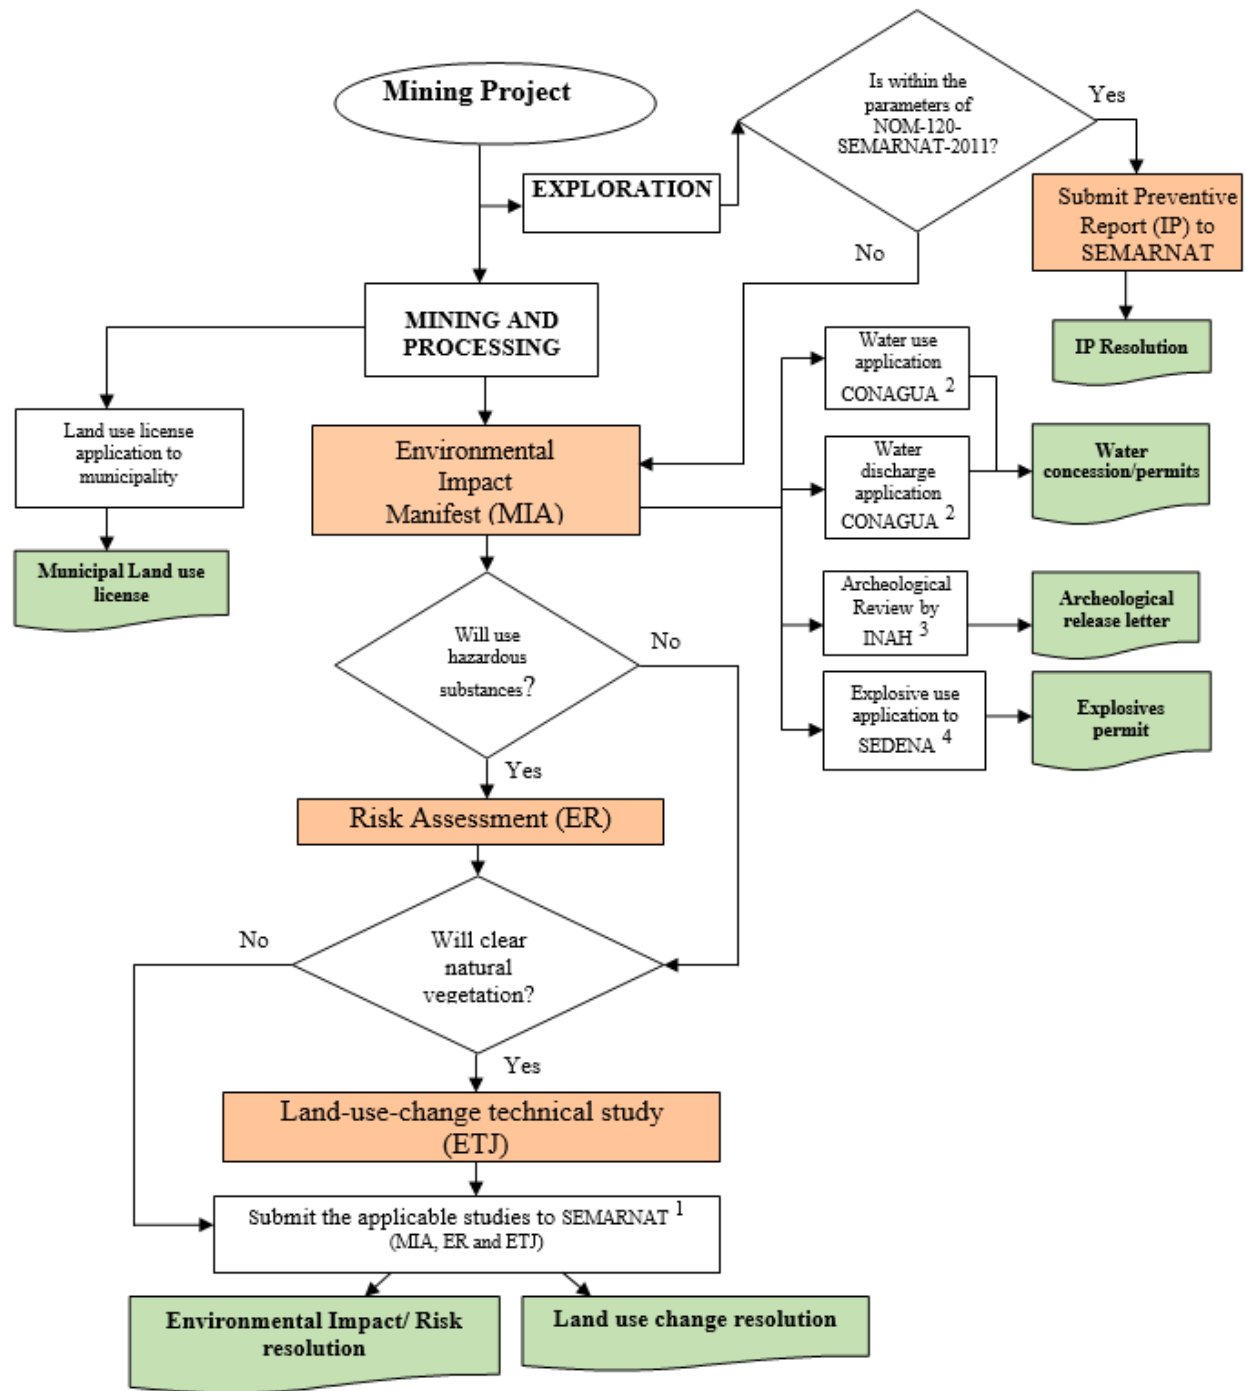 Mining Project
Is within the
parameters of
NOM-120-
SEMARNAT-2011?
Yes
EXPLORATION
Submit Preventive
Report (IP) to
SEMARNAT
No
MINING AND
PROCESSING
IP Resolution
Water use
application
CONAGUA 2
Land use license
application to
municipality
Environmental
Impact
Manifest (MIA)
Water
discharge
application
CONAGUA 2
Water
concession/permits
Municipal Land use
license
Archeological
Review by
INAH 3
Archeological
release letter
Will use
hazardous
substances?
No
Explosive use
application to
SEDENA 4
Explosives
permit
Yes
Risk Assessment (ER)
No
Will clear
natural
vegetation?
Yes
Land-use-change technical study
(ETJ)
Submit the applicable studies to SEMARNAT 1
(MIA, ER and ETJ)
Environmental Impact/ Risk
resolution
Land use change resolution